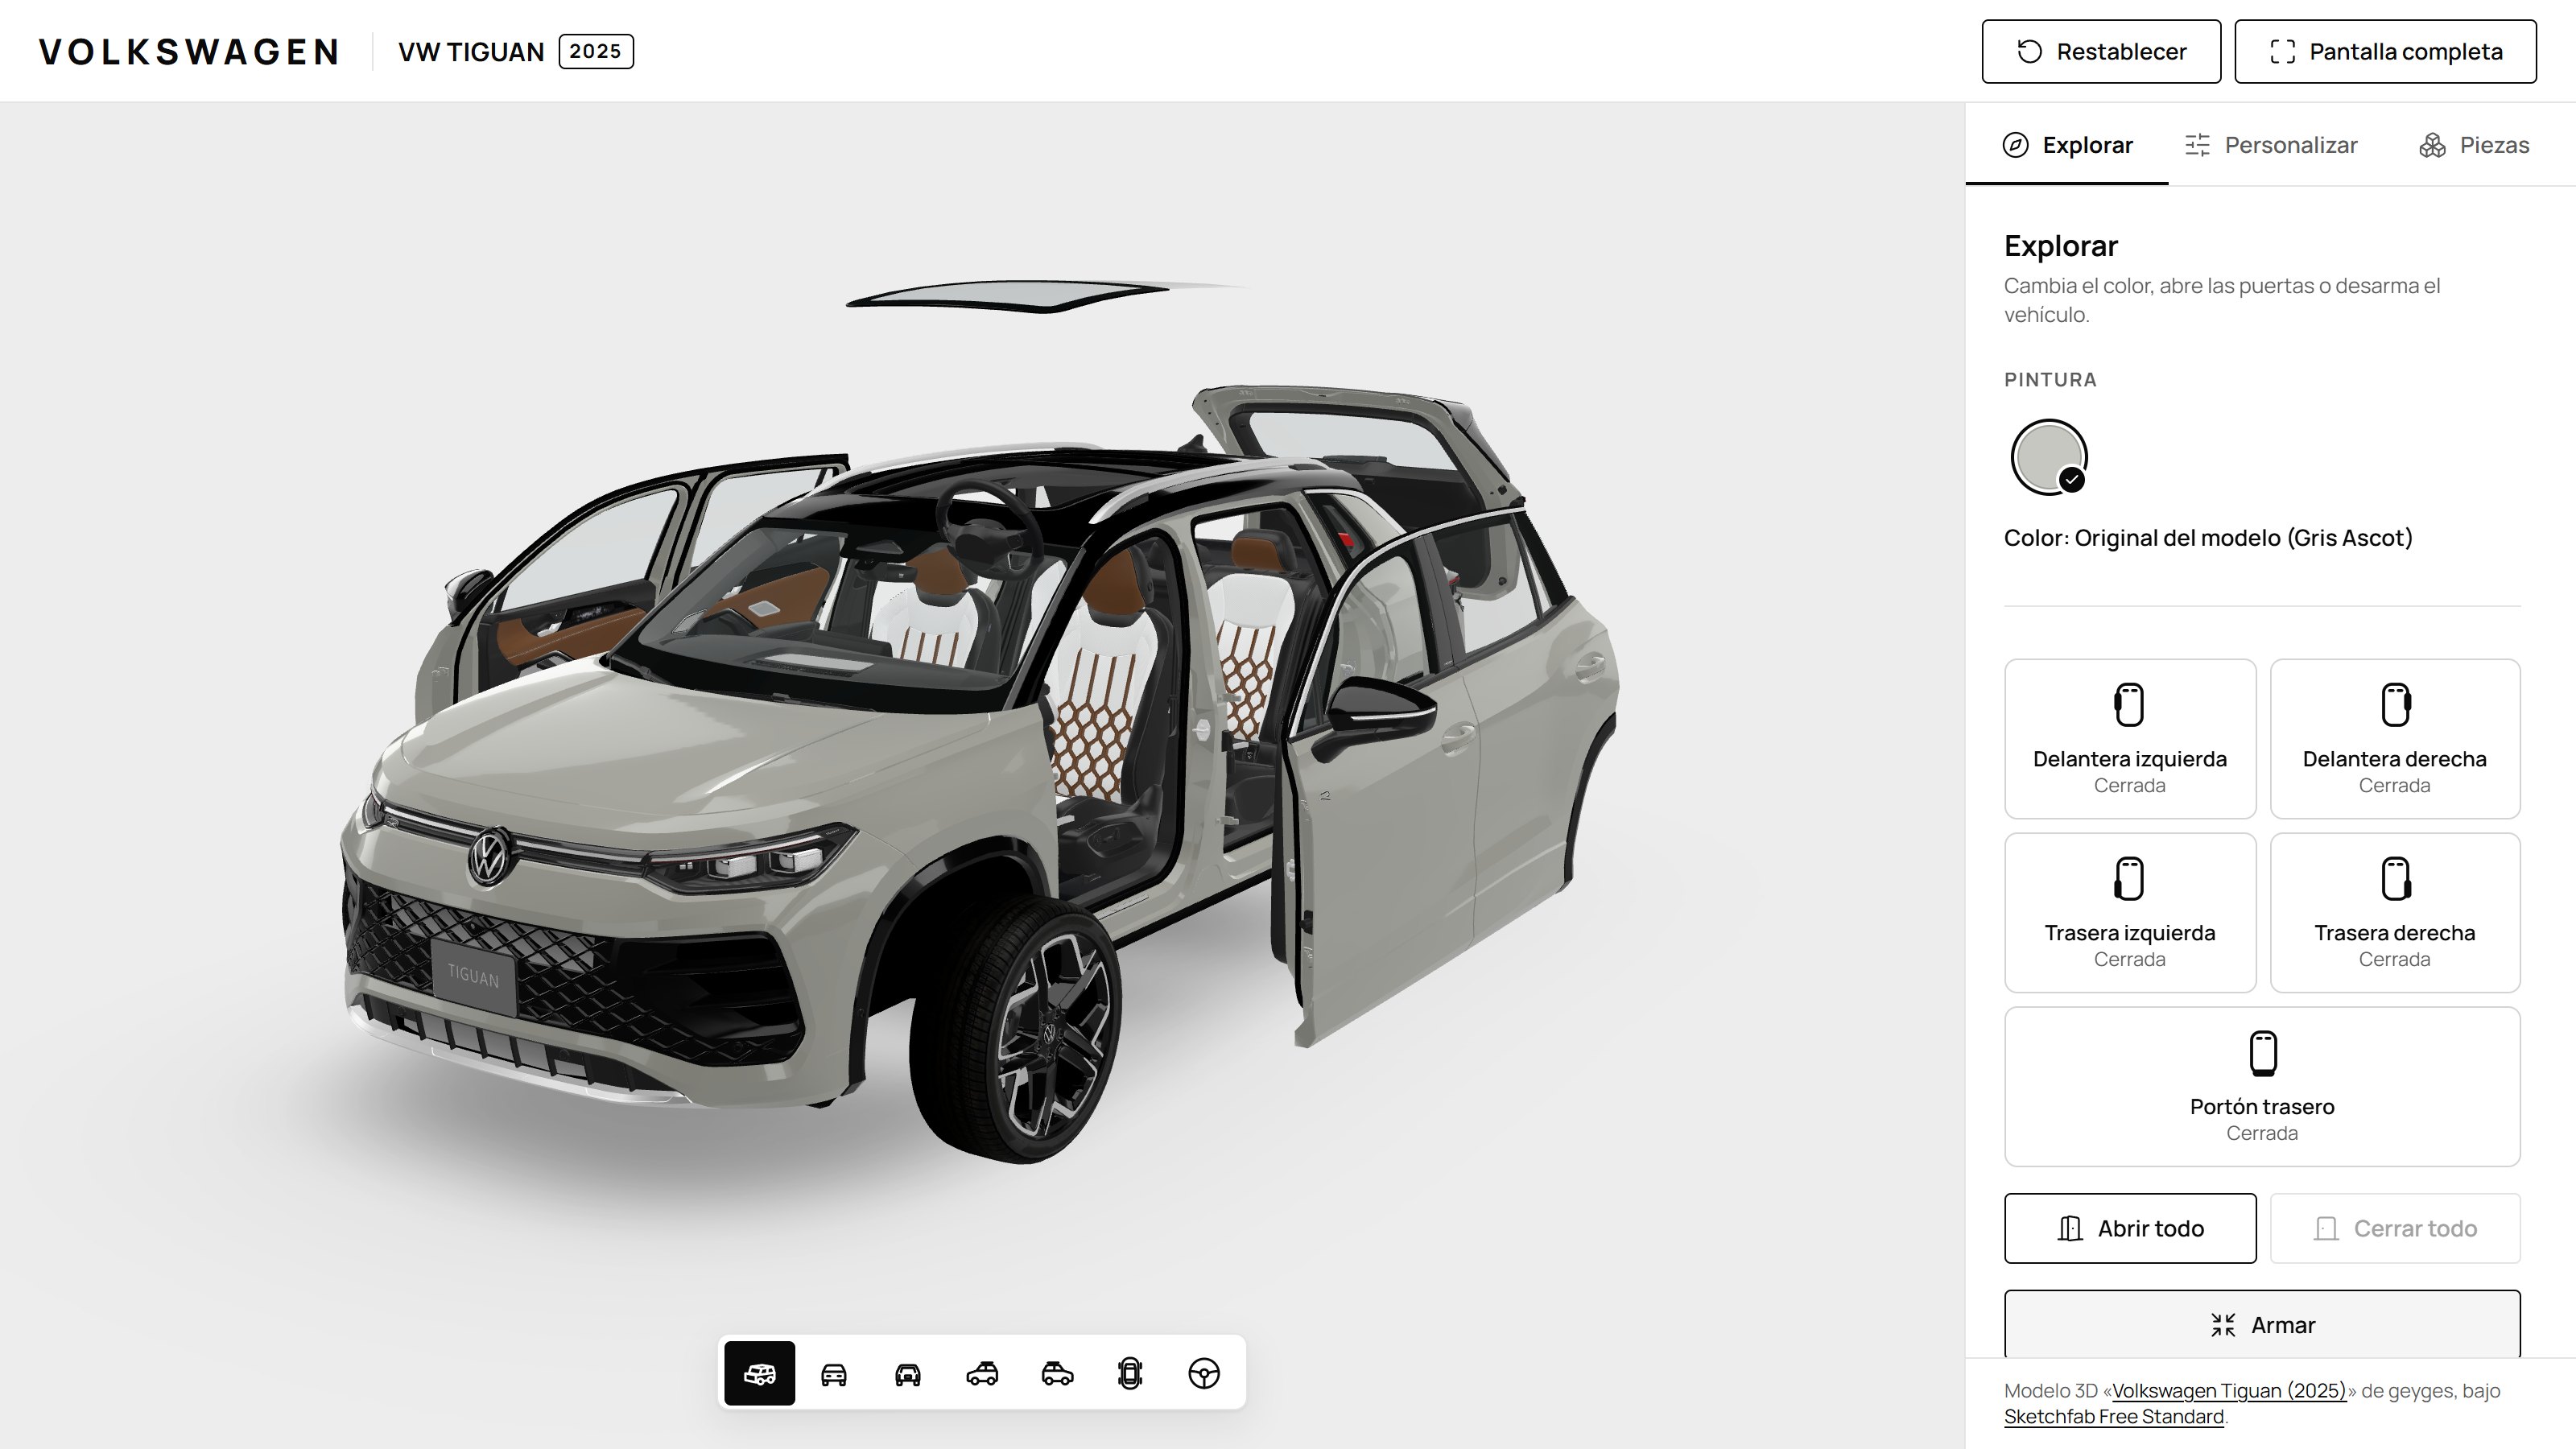 VOLKSWAGEN
VW TIGUAN
2025
Restablecer
Pantalla completa
Explorar
Personalizar
Piezas
Explorar
Cambia el color, abre las puertas o desarma el
vehículo.
PINTURA
Color: Original del modelo (Gris Ascot)
Delantera izquierda
Cerrada
Delantera derecha
Cerrada
Trasera izquierda
Cerrada
Trasera derecha
Cerrada
Portón trasero
Cerrada
Abrir todo
Cerrar todo
Armar
Modelo 3D «Volkswagen Tiguan (2025)» de geyges, bajo
Sketchfab Free Standard.
TIGUAN